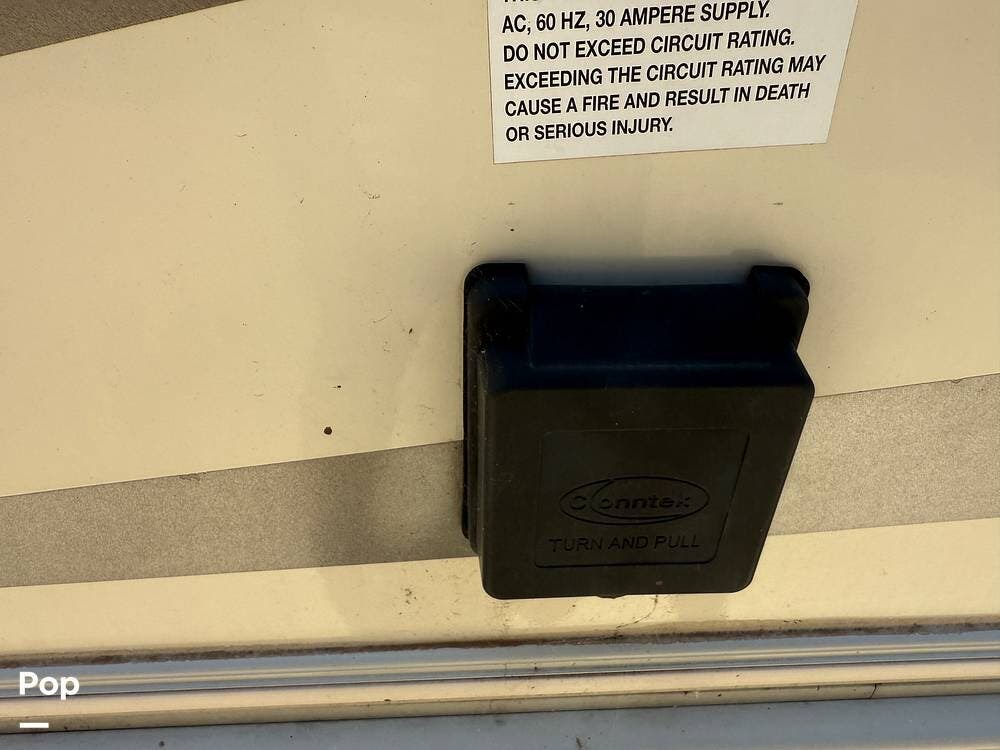 AC, 60 HZ, 30 AMPERE SUPPLY.
DO NOT EXCEED CIRCUIT RATING.
EXCEEDING THE CIRCUIT RATING MAY
CAUSE A FIRE AND RESULT IN DEATH
OR SERIOUS INJURY.
Conntek
TURN AND PULL
Pop